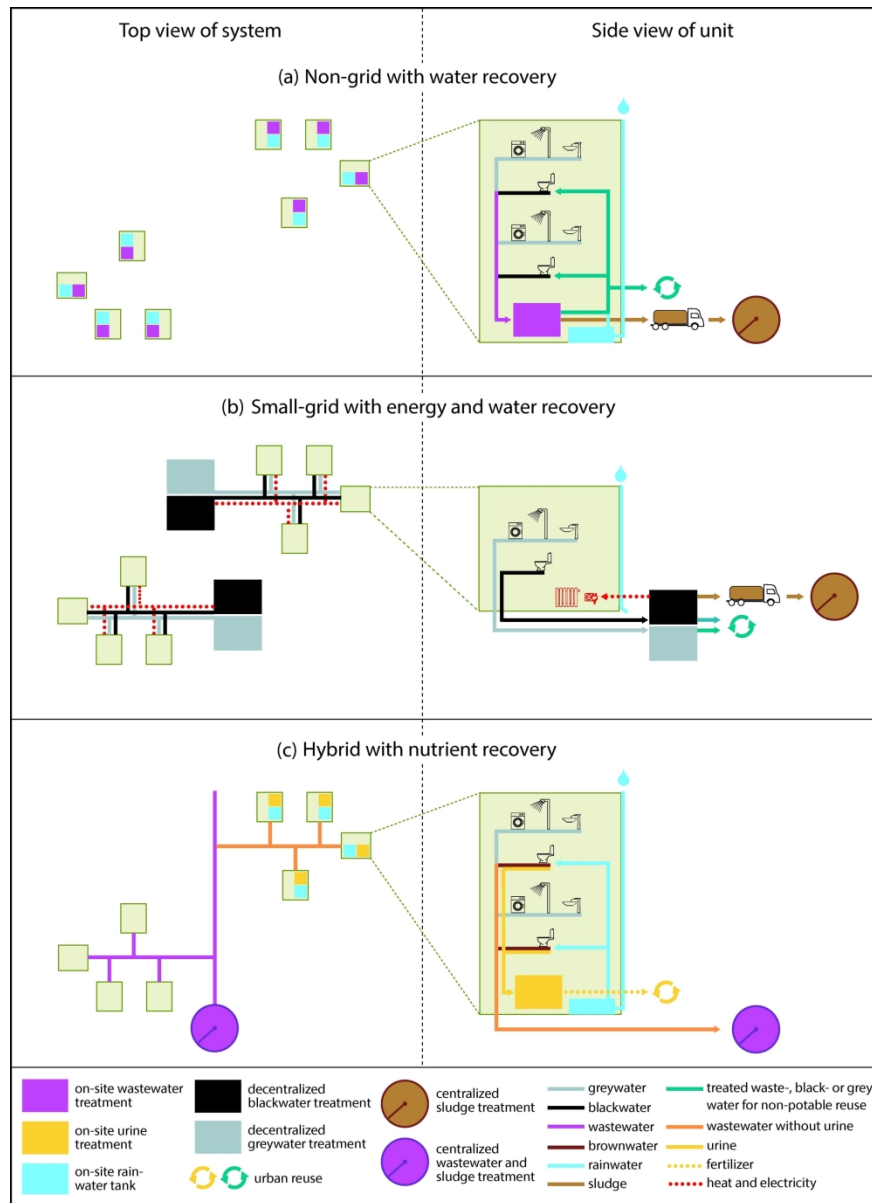 Top view of system
Side view of unit
(a) Non-grid with water recovery
(b) Small-grid with energy and water recovery
(c) Hybrid with nutrient recovery
on-site wastewater
treatment
on-site urine
treatment
on-site rain-
water tank
decentralized
blackwater treatment
decentralized
greywater treatment
urban reuse
centralized
sludge treatment
centralized
wastewater and
sludge treatment
greywater
blackwater
wastewater
brownwater
rainwater
sludge
treated waste-, black- or grey
water for non-potable reuse
wastewater without urine
urine
fertilizer
heat and electricity